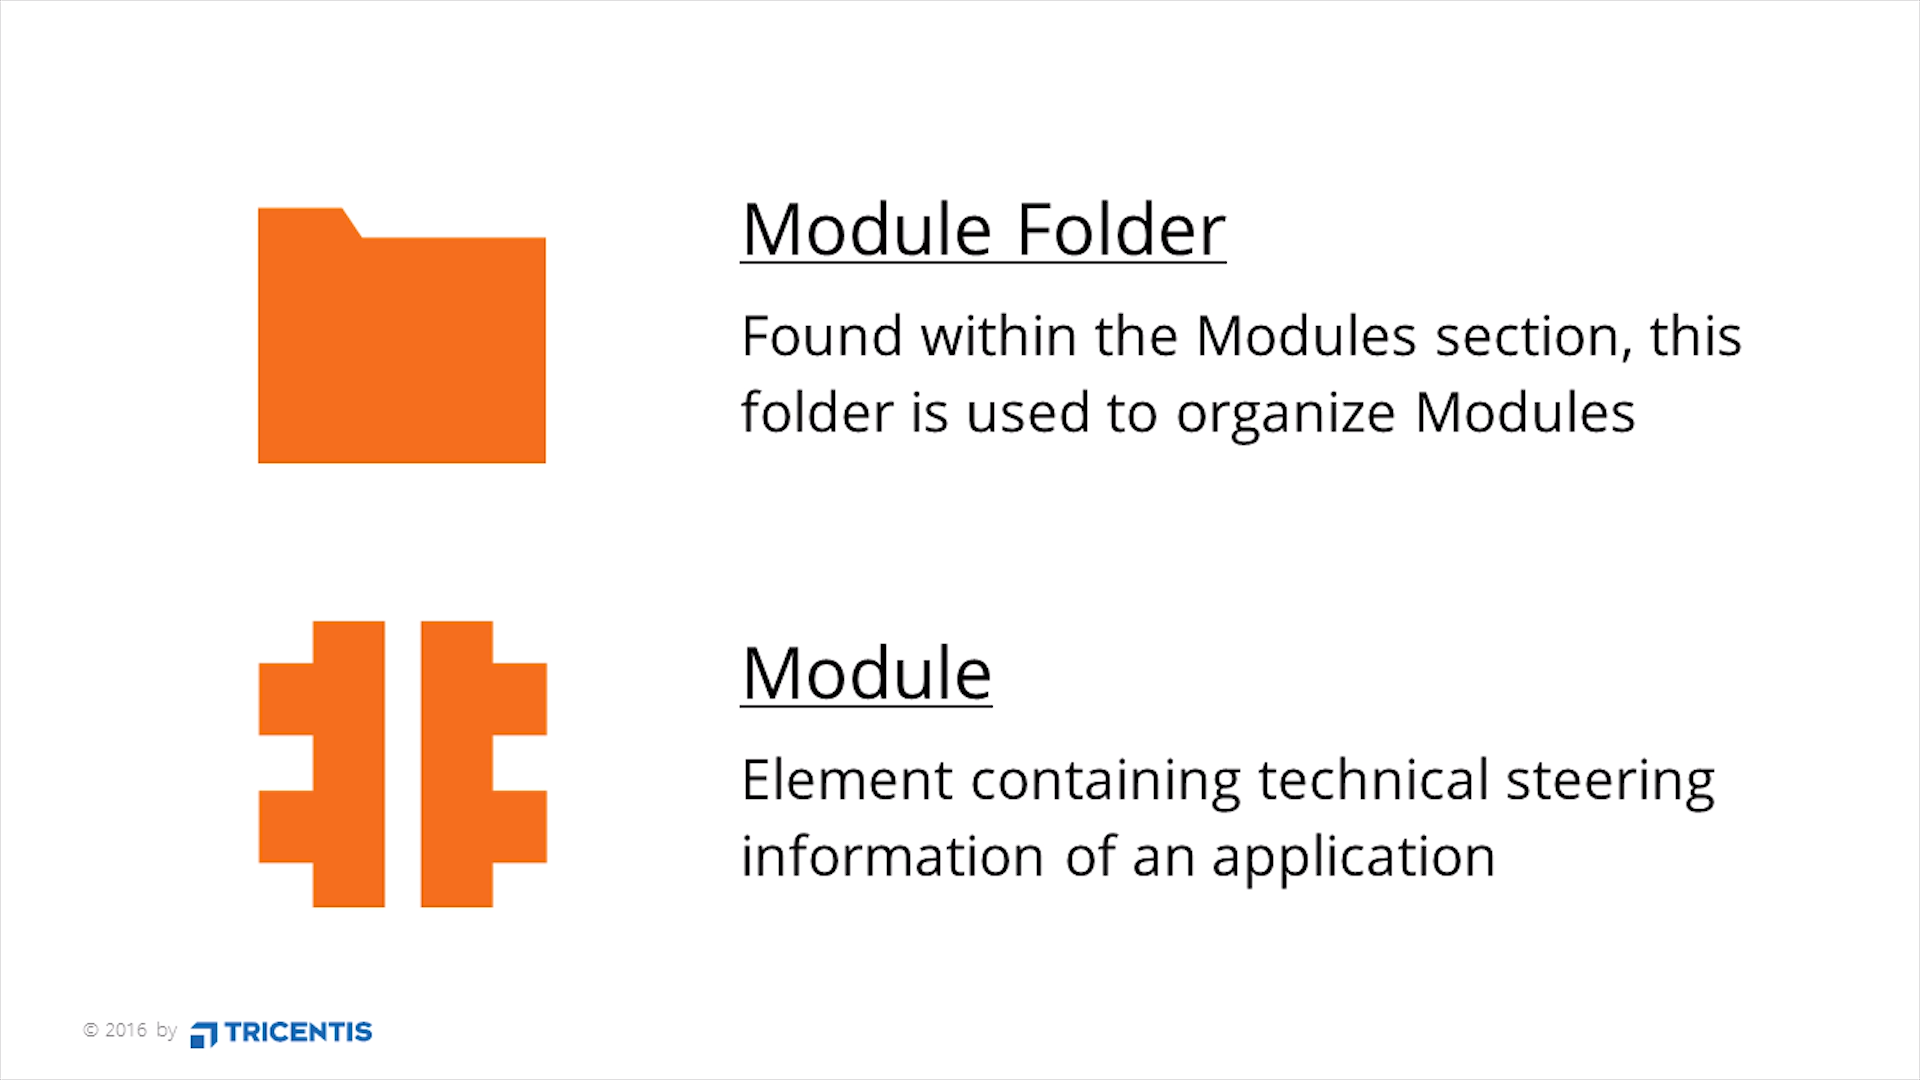 Module Folder
Found within the Modules section, this
folder is used to organize Modules
Module
Element containing technical steering
information of an application
© 2016 by TRICENTIS